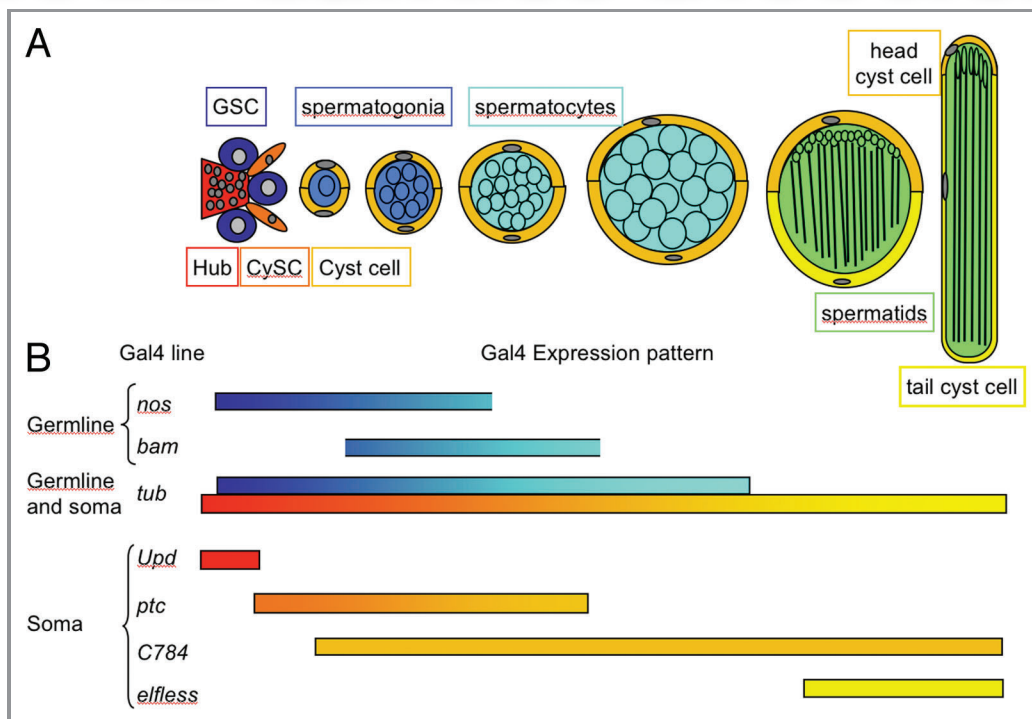 A
head
cyst cell
GSC
spermatogonia
spermatocytes
Hub
CySC
Cyst cell
spermatids
tail cyst cell
B
Gal4 line
Gal4 Expression pattern
Germline
nos
bam
Germline
and soma
tub
Soma
Upd
ptc
C784
elfless